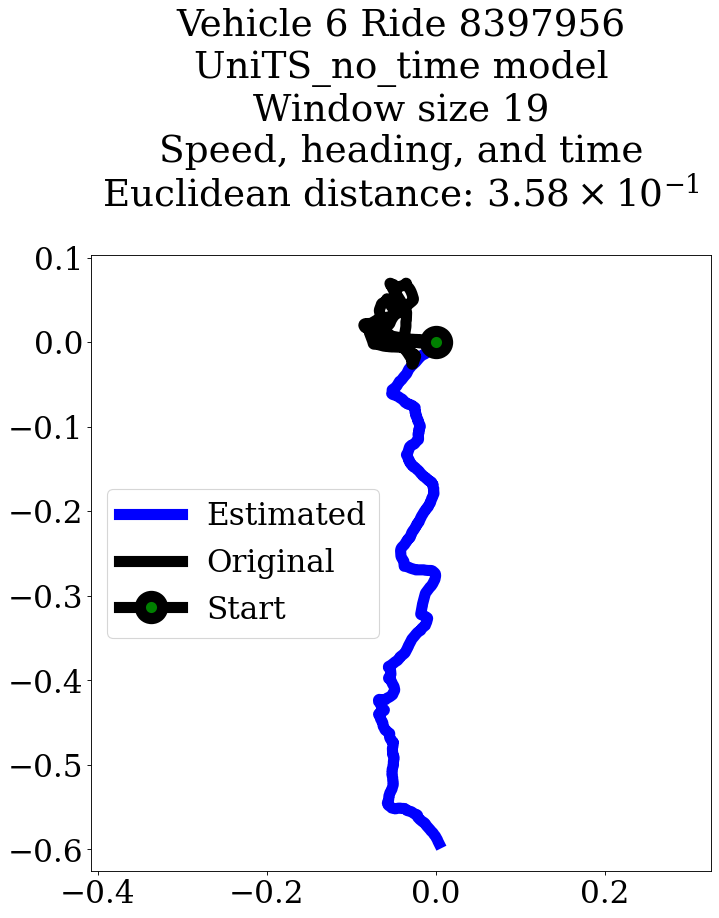 Vehicle 6 Ride 8397956
UniTS_no_time model
Window size 19
Speed, heading, and time
Euclidean distance: 3.58 × 10⁻¹
0.1
0.0
−0.1
−0.2
−0.3
−0.4
−0.5
−0.6
Estimated
Original
Start
−0.4
−0.2
0.0
0.2